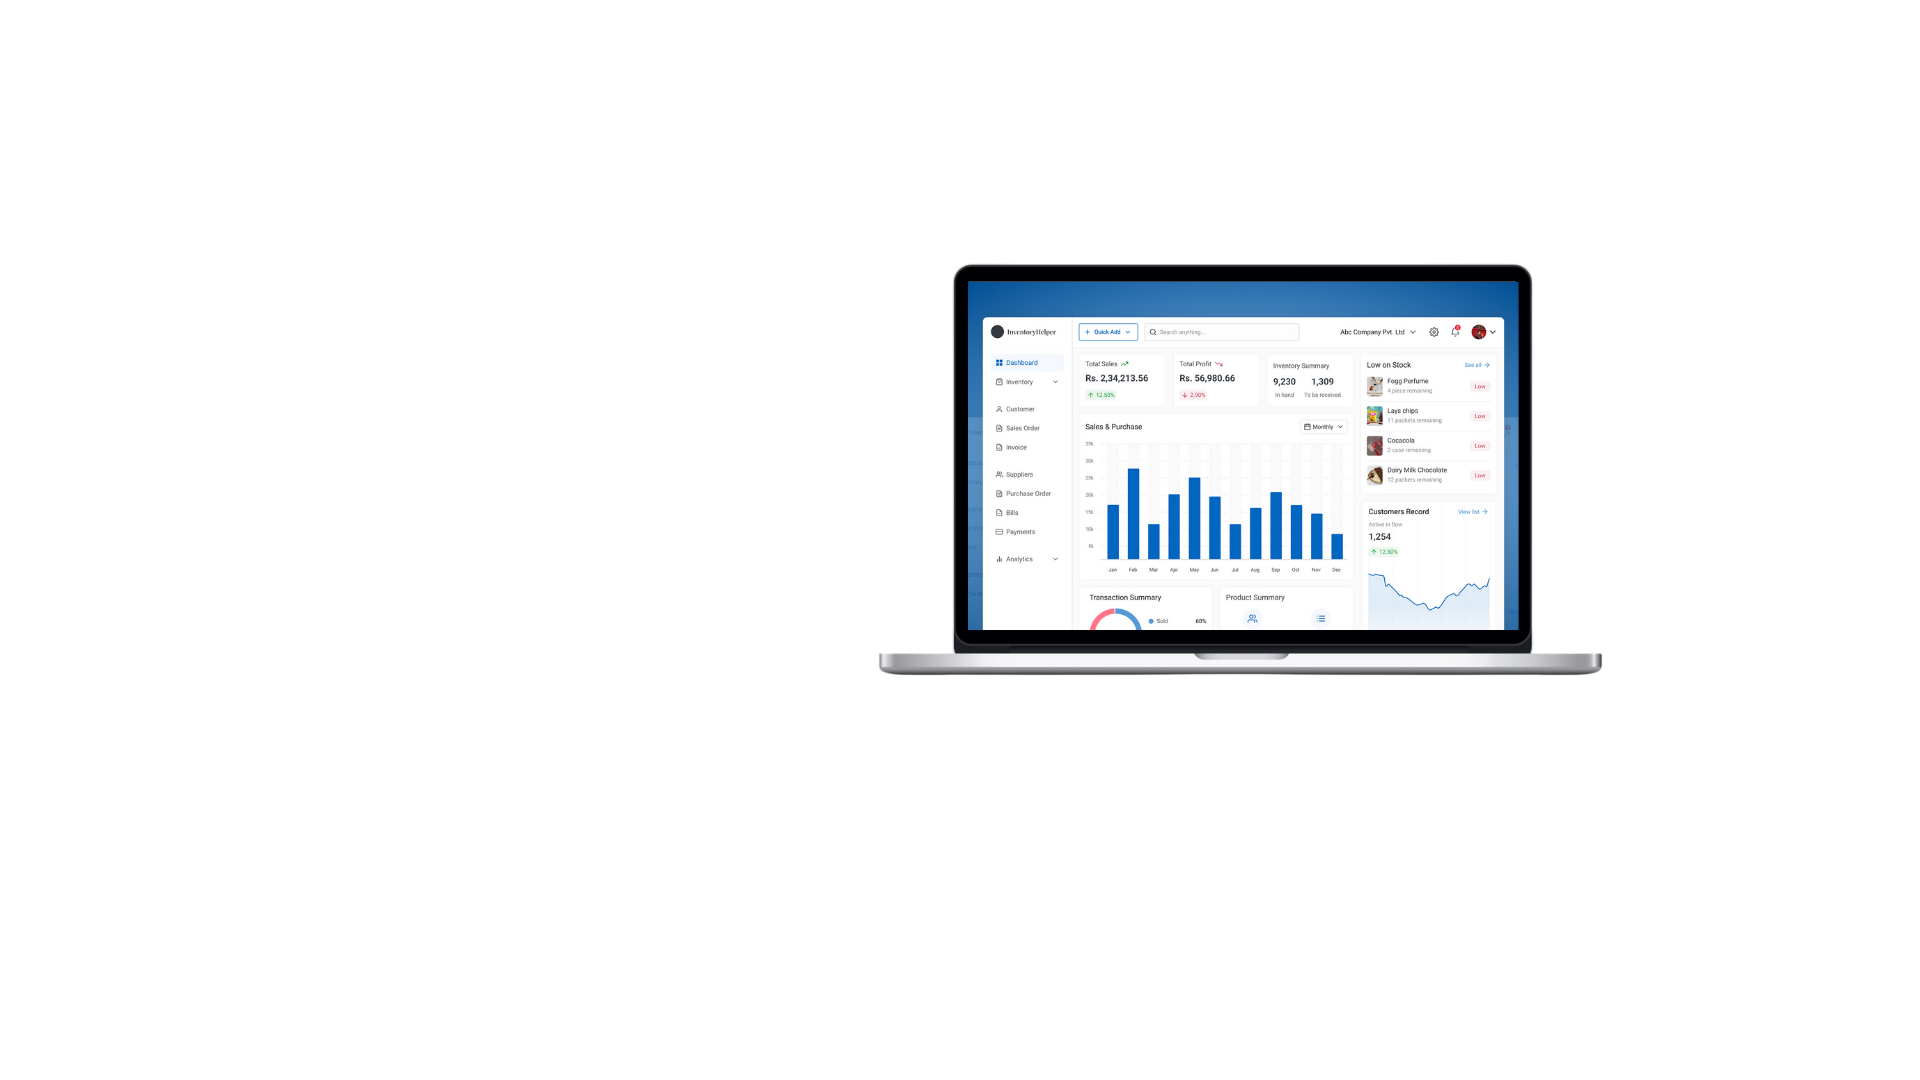 InventoryHelper
Quick Add
Search anything...
Abc Company Pvt. Ltd
Dashboard
Inventory
Customer
Sales Order
Invoice
Suppliers
Purchase Order
Bills
Payments
Analytics
Total Sales
Rs. 2,34,213.56
12.50%
Total Profit
Rs. 56,980.66
2.90%
Inventory Summary
9,230 1,309
In hand To be received
Sales & Purchase
Monthly
35k
30k
25k
20k
15k
10k
5k
Jan Feb Mar Apr May Jun Jul Aug Sep Oct Nov Dec
Transaction Summary
Sold 60%
Product Summary
Low on Stock See all
Fogg Perfume
4 piece remaining
Low
Lays chips
11 packets remaining
Low
Cocacola
2 case remaining
Low
Dairy Milk Chocolate
12 packets remaining
Low
Customers Record View list
Active in flow
1,254
12.50%